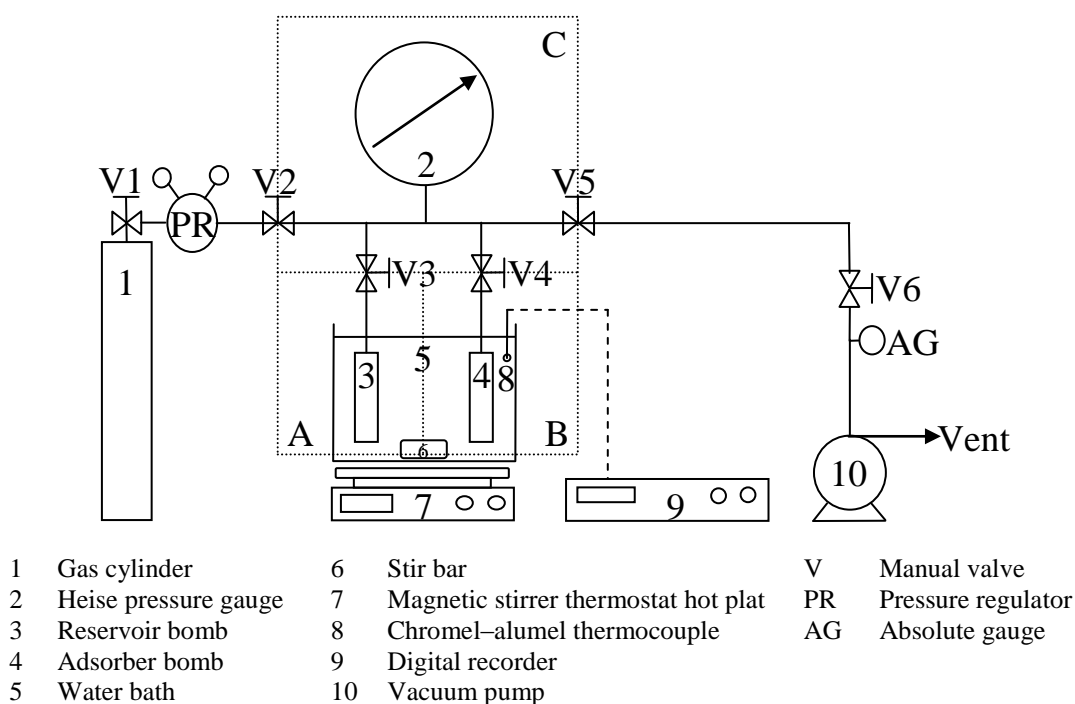 C
2
V1
V2
V5
PR
1
V3
V4
V6
AG
5
3
4
8
A
B
6
Vent
10
7
9
1 Gas cylinder
2 Heise pressure gauge
3 Reservoir bomb
4 Adsorber bomb
5 Water bath
6 Stir bar
7 Magnetic stirrer thermostat hot plat
8 Chromel–alumel thermocouple
9 Digital recorder
10 Vacuum pump
V Manual valve
PR Pressure regulator
AG Absolute gauge